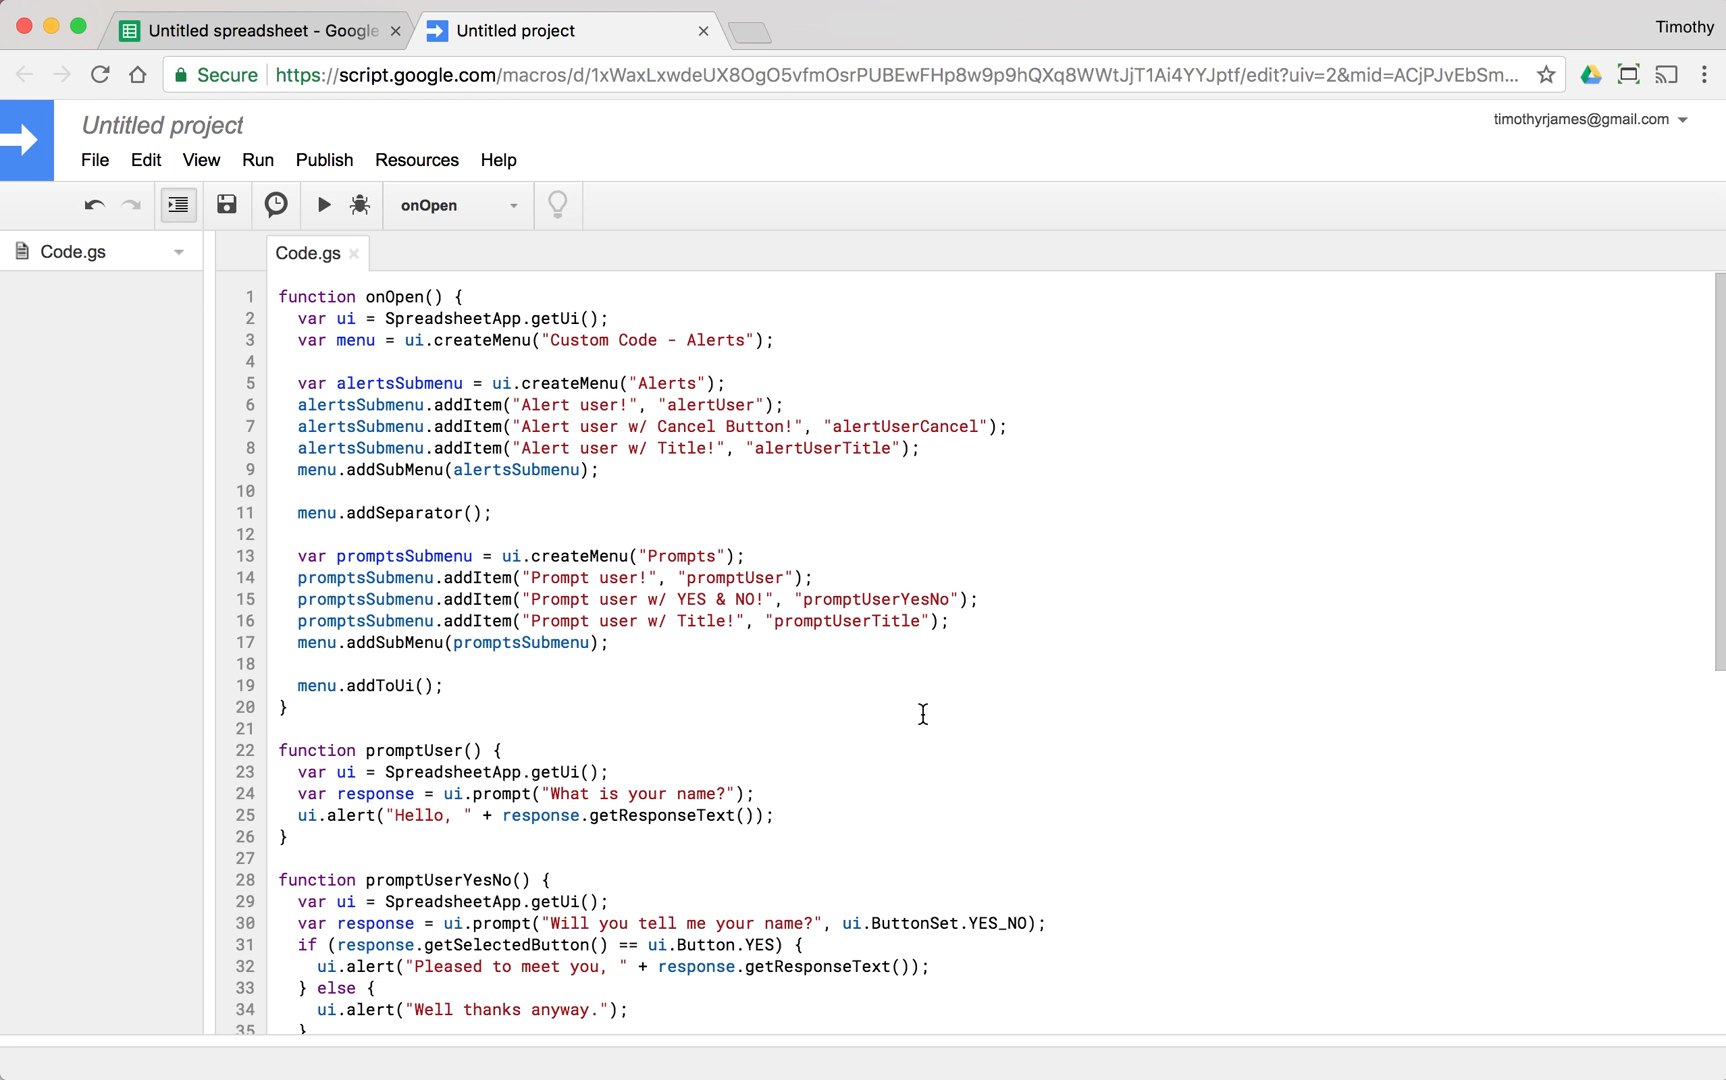 Untitled spreadsheet - Google
Untitled project
Timothy
Secure https://script.google.com/macros/d/1xWaxLxwdeUX8OgO5vfmOsrPUBEwFHp8w9p9hQXq8WWtJjT1Ai4YYJptf/edit?uiv=2&mid=ACjPJvEbSm...
Untitled project
timothyrjames@gmail.com
File Edit View Run Publish Resources Help
onOpen
Code.gs
Code.gs
1 function onOpen() {
2 var ui = SpreadsheetApp.getUi();
3 var menu = ui.createMenu("Custom Code - Alerts");
4
5 var alertsSubmenu = ui.createMenu("Alerts");
6 alertsSubmenu.addItem("Alert user!", "alertUser");
7 alertsSubmenu.addItem("Alert user w/ Cancel Button!", "alertUserCancel");
8 alertsSubmenu.addItem("Alert user w/ Title!", "alertUserTitle");
9 menu.addSubMenu(alertsSubmenu);
10
11 menu.addSeparator();
12
13 var promptsSubmenu = ui.createMenu("Prompts");
14 promptsSubmenu.addItem("Prompt user!", "promptUser");
15 promptsSubmenu.addItem("Prompt user w/ YES & NO!", "promptUserYesNo");
16 promptsSubmenu.addItem("Prompt user w/ Title!", "promptUserTitle");
17 menu.addSubMenu(promptsSubmenu);
18
19 menu.addToUi();
20 }
21
22 function promptUser() {
23 var ui = SpreadsheetApp.getUi();
24 var response = ui.prompt("What is your name?");
25 ui.alert("Hello, " + response.getResponseText());
26 }
27
28 function promptUserYesNo() {
29 var ui = SpreadsheetApp.getUi();
30 var response = ui.prompt("Will you tell me your name?", ui.ButtonSet.YES_NO);
31 if (response.getSelectedButton() == ui.Button.YES) {
32 ui.alert("Pleased to meet you, " + response.getResponseText());
33 } else {
34 ui.alert("Well thanks anyway.");
35 }